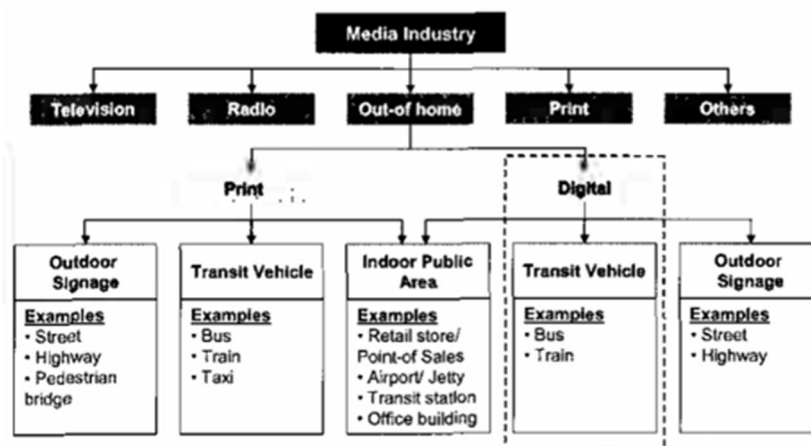 Media Industry
Television
Radio
Out-of home
Print
Others
Print
Digital
Outdoor
Signage
Examples
• Street
• Highway
• Pedestrian
bridge
Transit Vehicle
Examples
• Bus
• Train
• Taxi
Indoor Public
Area
Examples
• Retail store/
Point-of Sales
• Airport/ Jetty
• Transit station
• Office building
Transit Vehicle
Examples
• Bus
• Train
Outdoor
Signage
Examples
• Street
• Highway